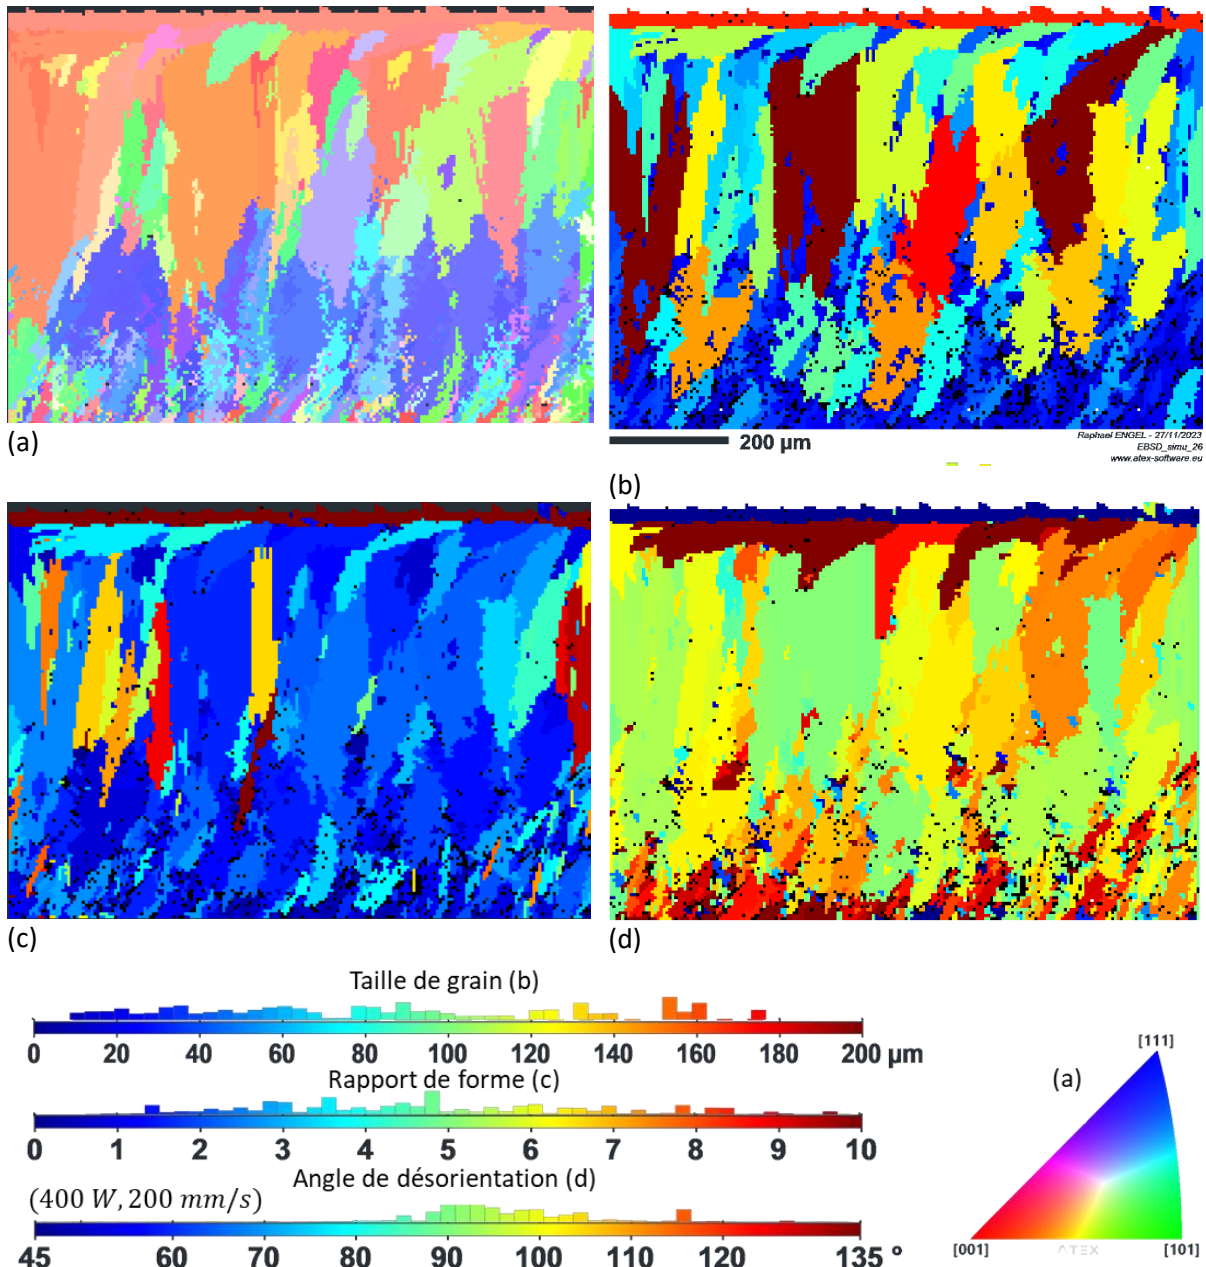 (a)
200 µm
Raphael ENGEL - 27/11/2023
EBSD_simu_26
www.atex-software.eu
(b)
(c)
(d)
Taille de grain (b)
0 20 40 60 80 100 120 140 160 180 200 µm
Rapport de forme (c)
0 1 2 3 4 5 6 7 8 9 10
Angle de désorientation (d)
(400 W, 200 mm/s)
45 60 70 80 90 100 110 120 135 °
[111]
(a)
[001]
ATEX
[101]